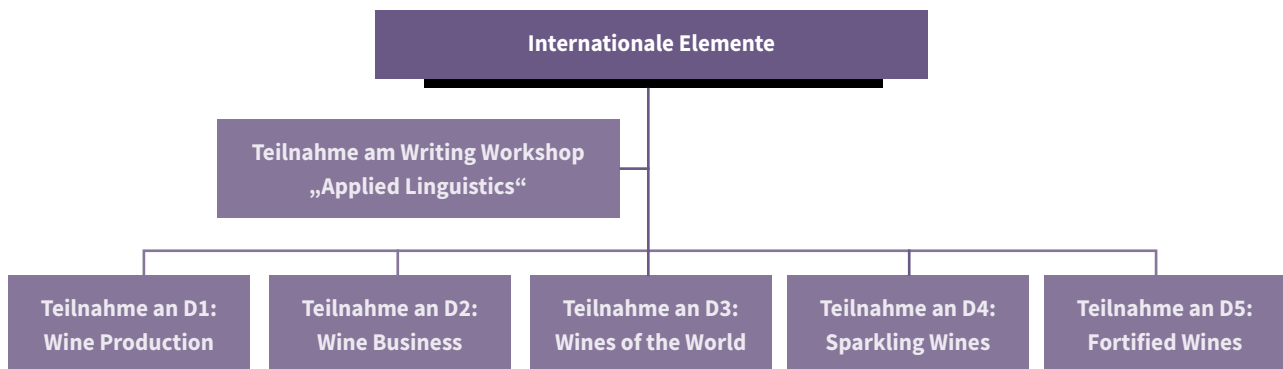 Internationale Elemente
Teilnahme am Writing Workshop
„Applied Linguistics“
Teilnahme an D1:
Wine Production
Teilnahme an D2:
Wine Business
Teilnahme an D3:
Wines of the World
Teilnahme an D4:
Sparkling Wines
Teilnahme an D5:
Fortified Wines